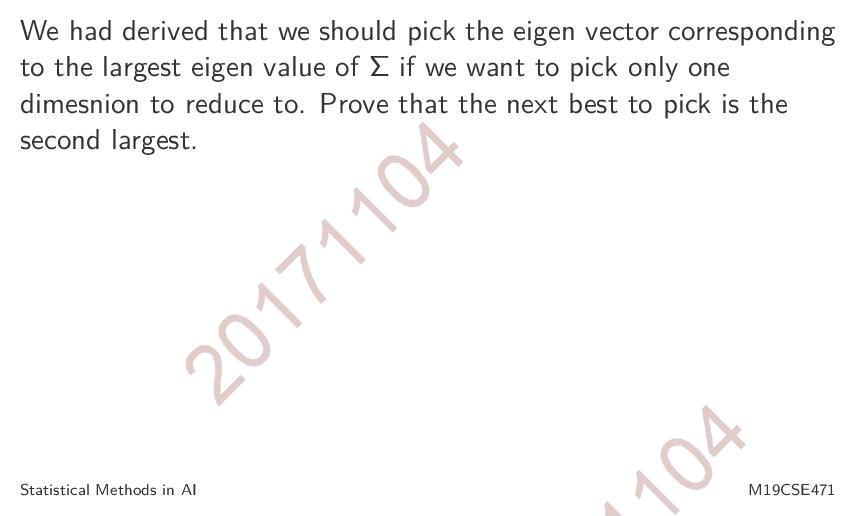 We had derived that we should pick the eigen vector corresponding
to the largest eigen value of Σ if we want to pick only one
dimesnion to reduce to. Prove that the next best to pick is the
second largest.
20171104
1104
Statistical Methods in AI
M19CSE471